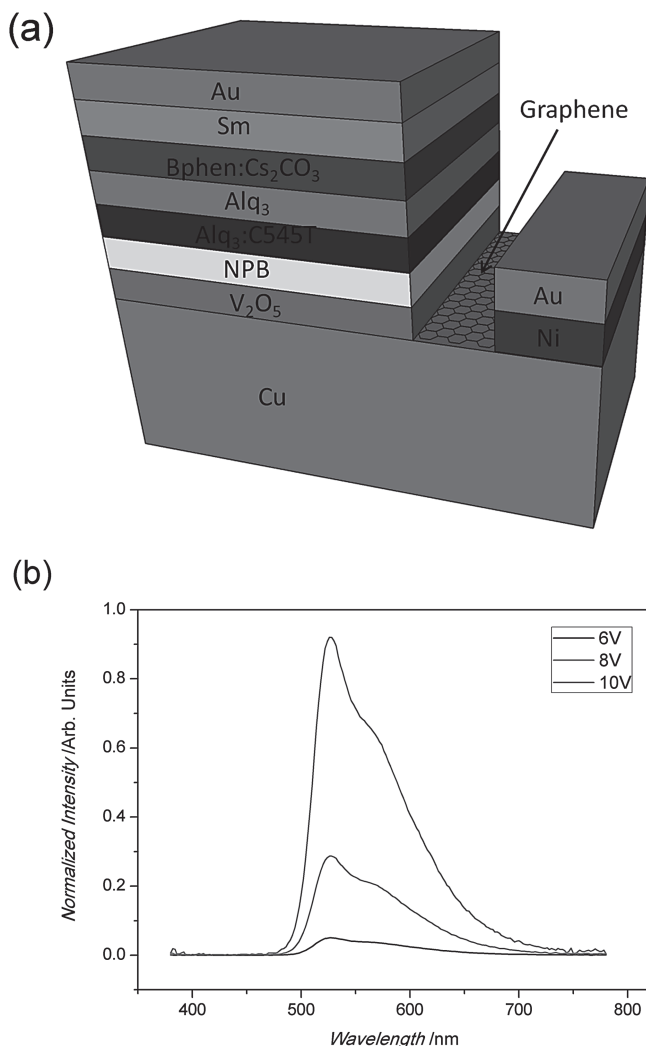 (a)
Au
Sm
Bphen:Cs₂CO₃
Alq₃
Alq₃:C545T
NPB
V₂O₅
Cu
Graphene
Au
Ni
(b)
Normalized Intensity /Arb. Units
1.0
0.8
0.6
0.4
0.2
0.0
6V
8V
10V
400 500 600 700 800
Wavelength /nm